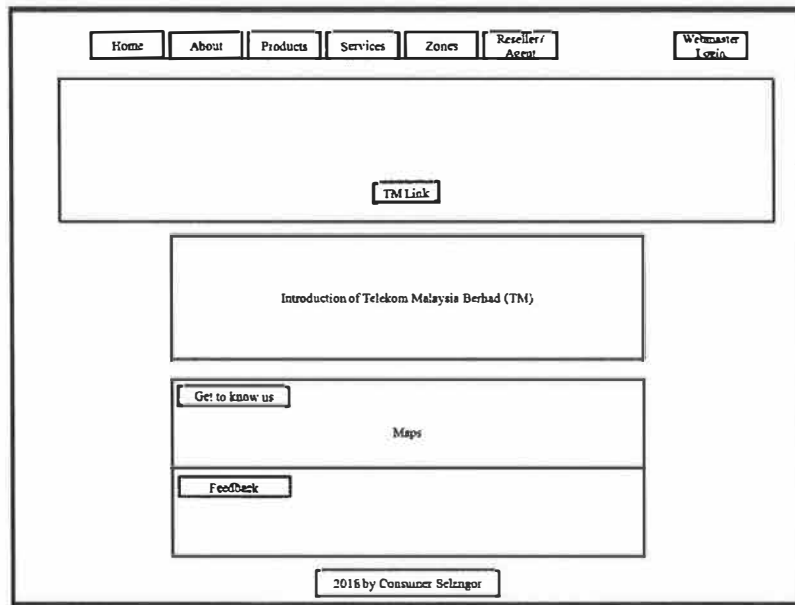 Home
About
Products
Services
Zones
Reseller/
Agent
Webmaster
Login
TM Link
Introduction of Telekom Malaysia Berhad (TM)
Get to know us
Maps
Feedback
2018 by Consumer Selangor